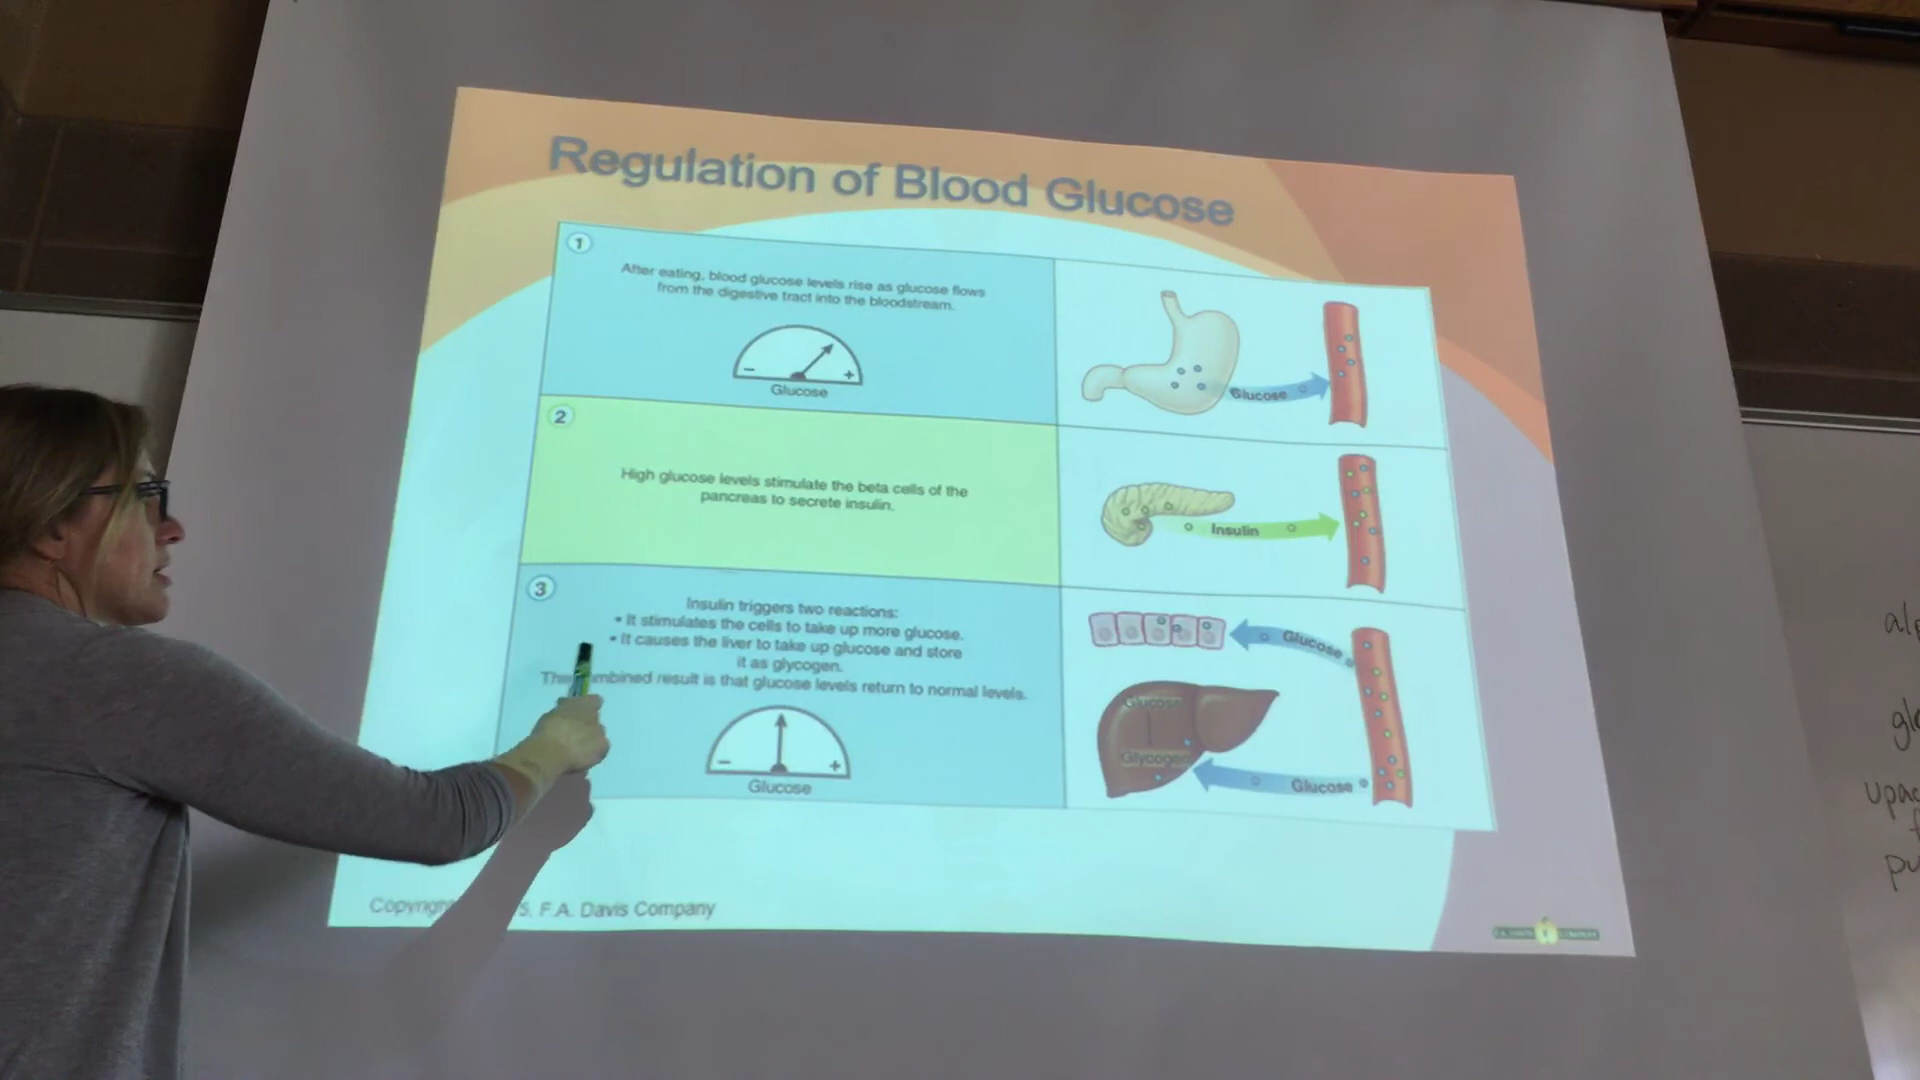 Regulation of Blood Glucose
1
After eating, blood glucose levels rise as glucose flows
from the digestive tract into the bloodstream.
- +
Glucose
Glucose
2
High glucose levels stimulate the beta cells of the
pancreas to secrete insulin.
Insulin
3
Insulin triggers two reactions:
• It stimulates the cells to take up more glucose.
• It causes the liver to take up glucose and store
it as glycogen.
result is that glucose levels return to normal levels.
- +
Glucose
Glucose
Glucose
Glycogen
Glucose
F.A. Davis Company